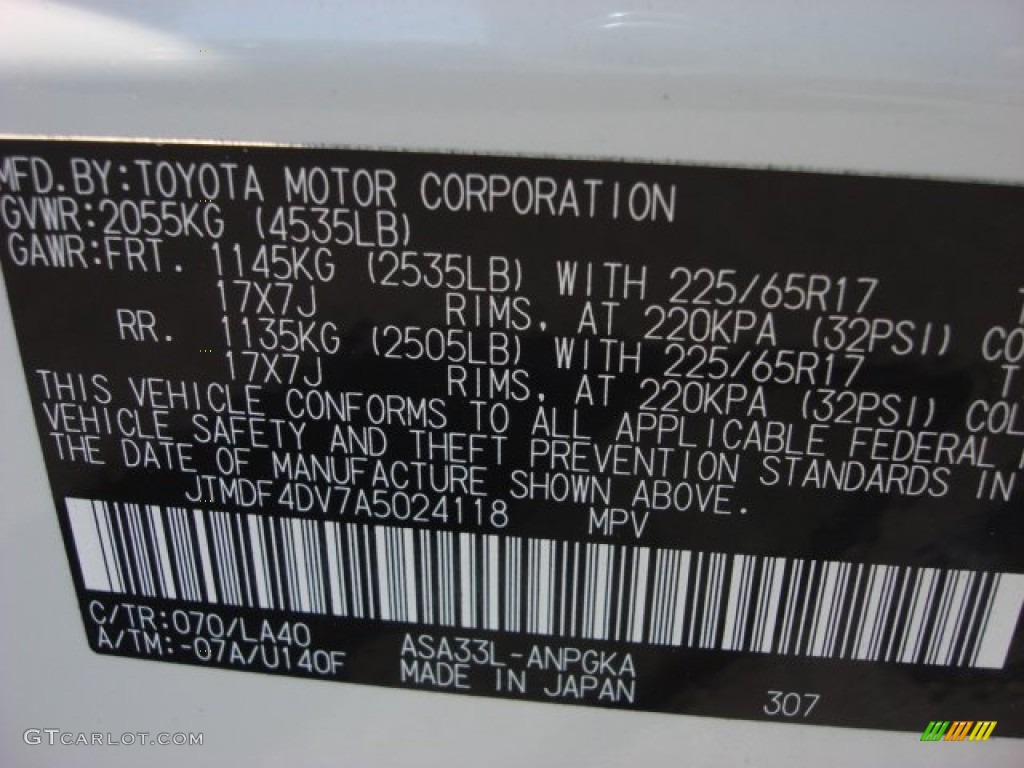 MFD.BY:TOYOTA MOTOR CORPORATION
GVWR:2055KG (4535LB)
GAWR:FRT. 1145KG (2535LB) WITH 225/65R17 T
17X7J RIMS, AT 220KPA (32PSI) CO
RR. 1135KG (2505LB) WITH 225/65R17 T
17X7J RIMS, AT 220KPA (32PSI) COL
THIS VEHICLE CONFORMS TO ALL APPLICABLE FEDERAL
VEHICLE SAFETY AND THEFT PREVENTION STANDARDS IN
THE DATE OF MANUFACTURE SHOWN ABOVE.
JTMDF4DV7A5024118 MPV
C/TR:070/LA40 ASA33L-ANPGKA
A/TM:-07A/U140F MADE IN JAPAN 307
GTCARLOT.COM